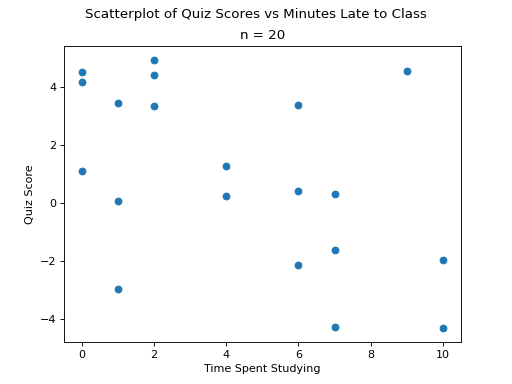 Scatterplot of Quiz Scores vs Minutes Late to Class
n = 20
4
2
0
−2
−4
Quiz Score
0 2 4 6 8 10
Time Spent Studying